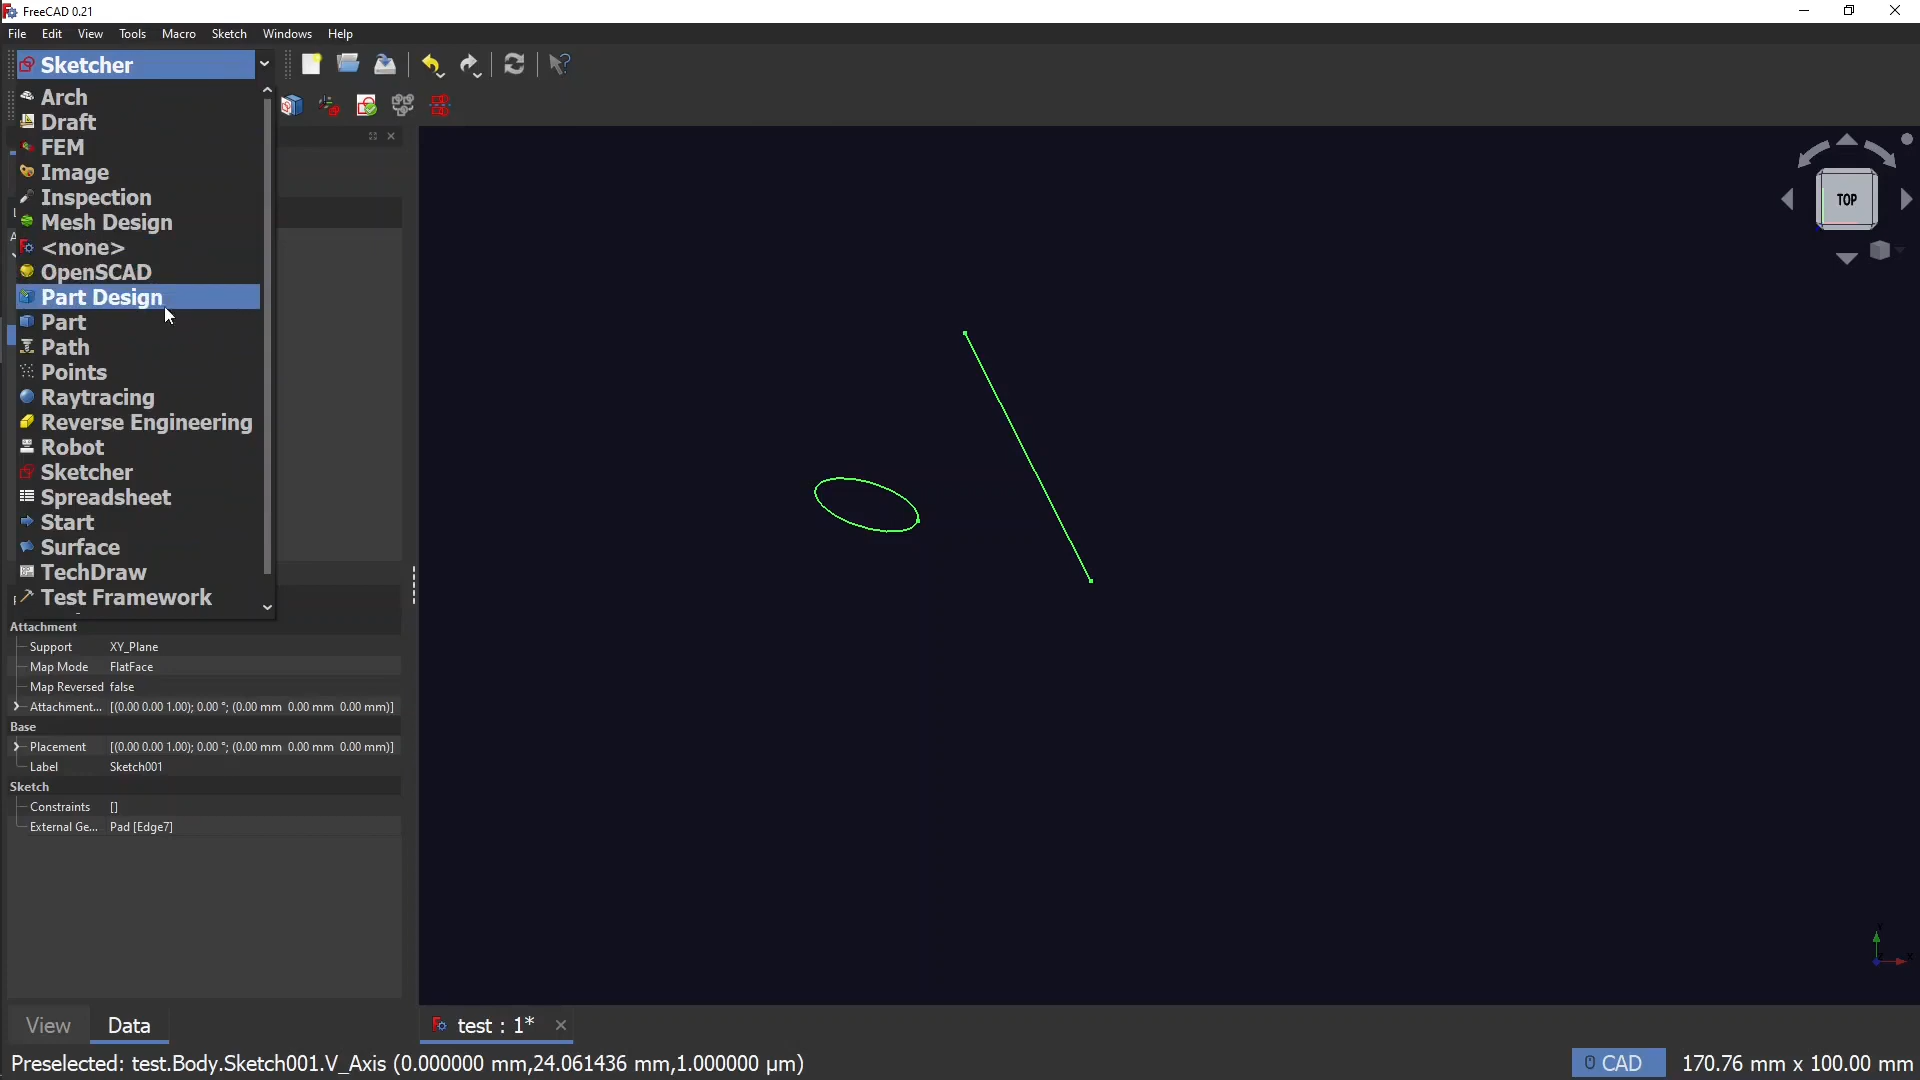 FreeCAD 0.21
File Edit View Tools Macro Sketch Windows Help
Sketcher
Arch
Draft
FEM
Image
Inspection
Mesh Design
<none>
OpenSCAD
Part Design
Part
Path
Points
Raytracing
Reverse Engineering
Robot
Sketcher
Spreadsheet
Start
Surface
TechDraw
Test Framework
TOP
Attachment
Support XY_Plane
Map Mode FlatFace
Map Reversed false
Attachment... [(0.00 0.00 1.00); 0.00 °; (0.00 mm 0.00 mm 0.00 mm)]
Base
Placement [(0.00 0.00 1.00); 0.00 °; (0.00 mm 0.00 mm 0.00 mm)]
Label Sketch001
Sketch
Constraints []
External Ge... Pad [Edge7]
View Data
test : 1*
Preselected: test.Body.Sketch001.V_Axis (0.000000 mm,24.061436 mm,1.000000 µm)
CAD 170.76 mm x 100.00 mm